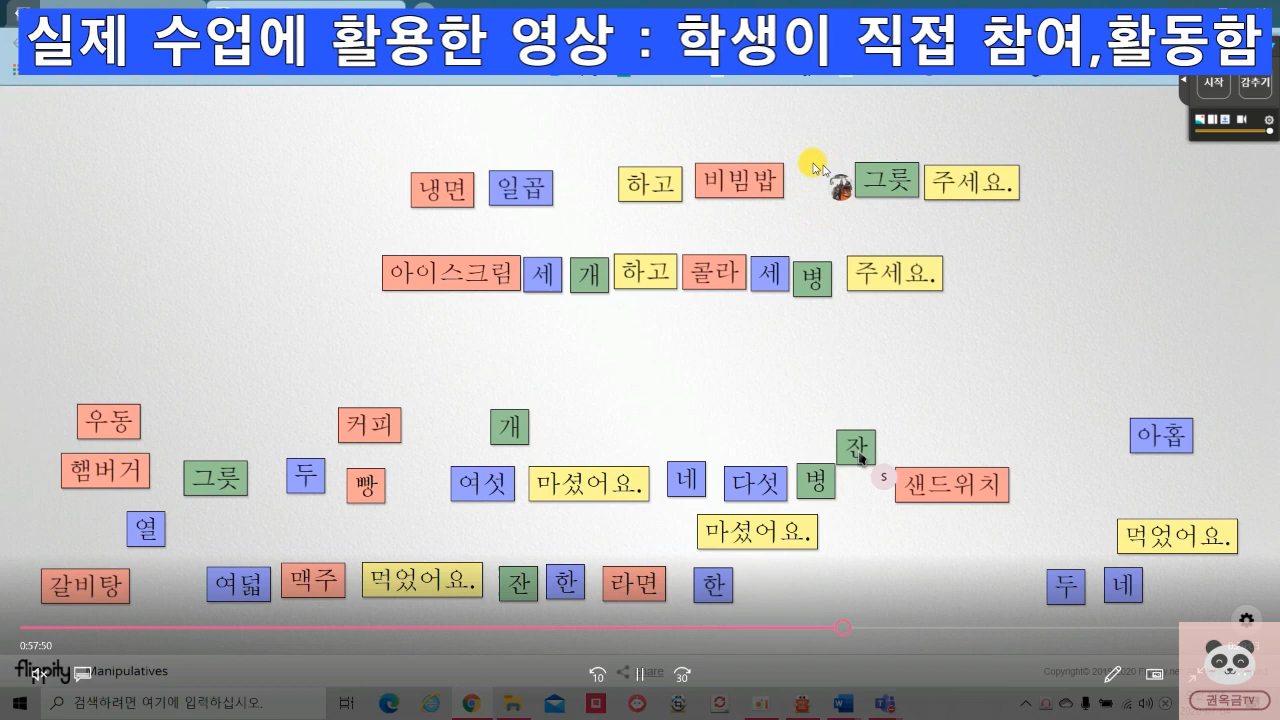 실제 수업에 활용한 영상 : 학생이 직접 참여,활동함
시작 감추기
냉면 일곱 하고 비빔밥 그릇 주세요.
아이스크림 세 개 하고 콜라 세 병 주세요.
우동 커피 개 잔 아홉
햄버거 그릇 두 빵 여섯 마셨어요. 네 다섯 병 S 샌드위치
열 마셨어요. 먹었어요.
갈비탕 여덟 맥주 먹었어요. 잔 한 라면 한 두 네
0:57:50
flippity Manipulatives 10 Share 30
검색하려면 여기에 입력하십시오.
권옥금TV